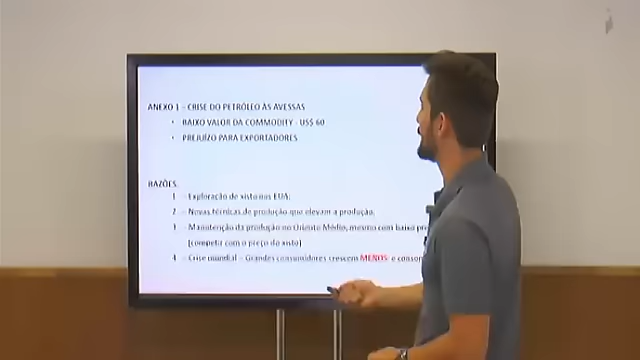 ANEXO 1 – CRISE DO PETRÓLEO ÀS AVESSAS
• BAIXO VALOR DA COMMODITY - US$ 60
• PREJUÍZO PARA EXPORTADORES
RAZÕES:
1 – Exploração do xisto nos EUA;
2 – Novas técnicas de produção que elevam a produção;
3 – Manutenção da produção no Oriente Médio, mesmo com baixo
(competir com o preço do xisto)
4 – Crise mundial – Grandes consumidores crescem MENOS e